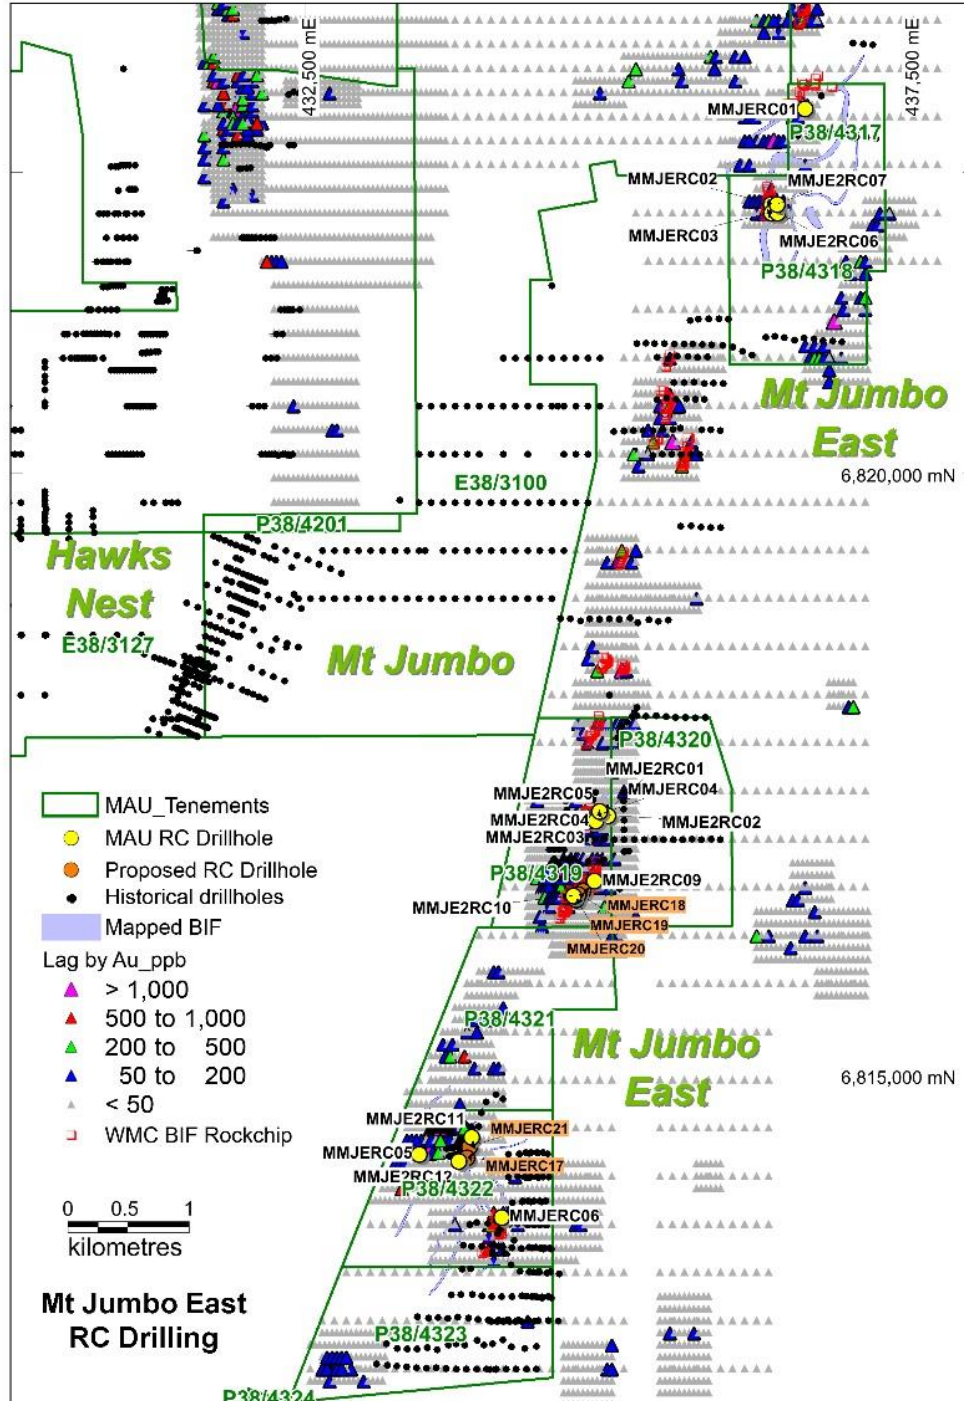 432,500 mE
437,500 mE
MMJERC01
P38/4317
MMJERC02
MMJE2RC07
MMJERC03
MMJE2RC06
P38/4318
Mt Jumbo
East
6,820,000 mN
E38/3100
P38/4201
Hawks
Nest
E38/3127
Mt Jumbo
P38/4320
MMJE2RC01
MMJE2RC05
MMJERC04
MMJE2RC04
MMJE2RC02
MMJE2RC03
P38/4319
MMJE2RC09
MMJE2RC10
MMJERC18
MMJERC19
MMJERC20
MAU_Tenements
MAU RC Drillhole
Proposed RC Drillhole
Historical drillholes
Mapped BIF
Lag by Au_ppb
> 1,000
500 to 1,000
200 to 500
50 to 200
< 50
WMC BIF Rockchip
P38/4321
Mt Jumbo
East
6,815,000 mN
MMJE2RC11
MMJERC21
MMJERC05
MMJERC17
MMJE2RC12
P38/4322
MMJERC06
0 0.5 1
kilometres
Mt Jumbo East
RC Drilling
P38/4323
P38/4324